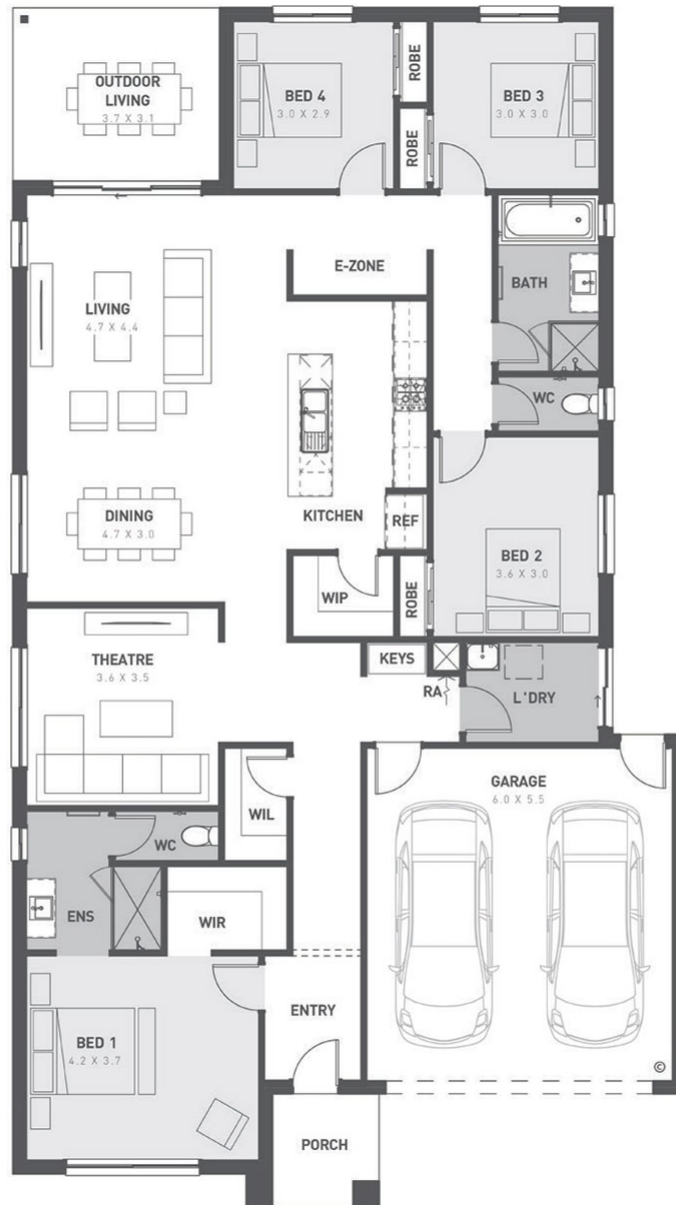 OUTDOOR
LIVING
3.7 X 3.1
BED 4
3.0 X 2.9
ROBE
ROBE
BED 3
3.0 X 3.0
E-ZONE
BATH
LIVING
4.7 X 4.4
WC
DINING
4.7 X 3.0
KITCHEN
REF
BED 2
3.6 X 3.0
WIP
ROBE
THEATRE
3.6 X 3.5
KEYS
RA
L'DRY
GARAGE
6.0 X 5.5
WIL
WC
ENS
WIR
ENTRY
BED 1
4.2 X 3.7
©
PORCH